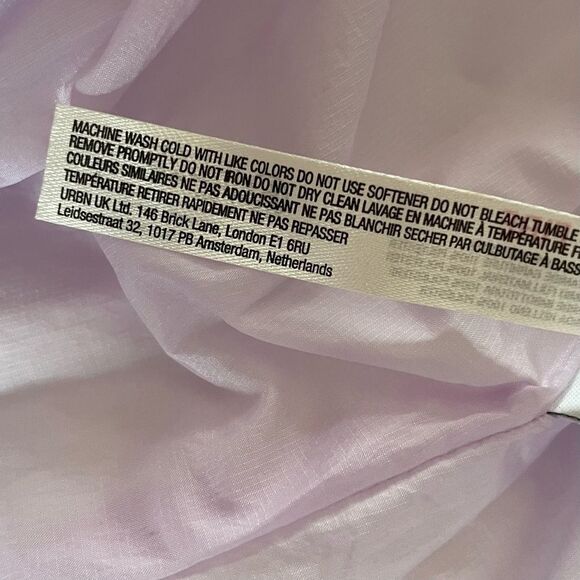 MACHINE WASH COLD WITH LIKE COLORS DO NOT USE SOFTENER DO NOT BLEACH TUMBLE
REMOVE PROMPTLY DO NOT IRON DO NOT DRY CLEAN LAVAGE EN MACHINE À TEMPÉRATURE
COULEURS SIMILAIRES NE PAS ADOUCISSANT NE PAS BLANCHIR SECHER PAR CULBUTAGE À
TEMPÉRATURE RETIRER RAPIDEMENT NE PAS REPASSER
URBN UK Ltd, 146 Brick Lane, London E1 6RU
Leidsestraat 32, 1017 PB Amsterdam, Netherlands